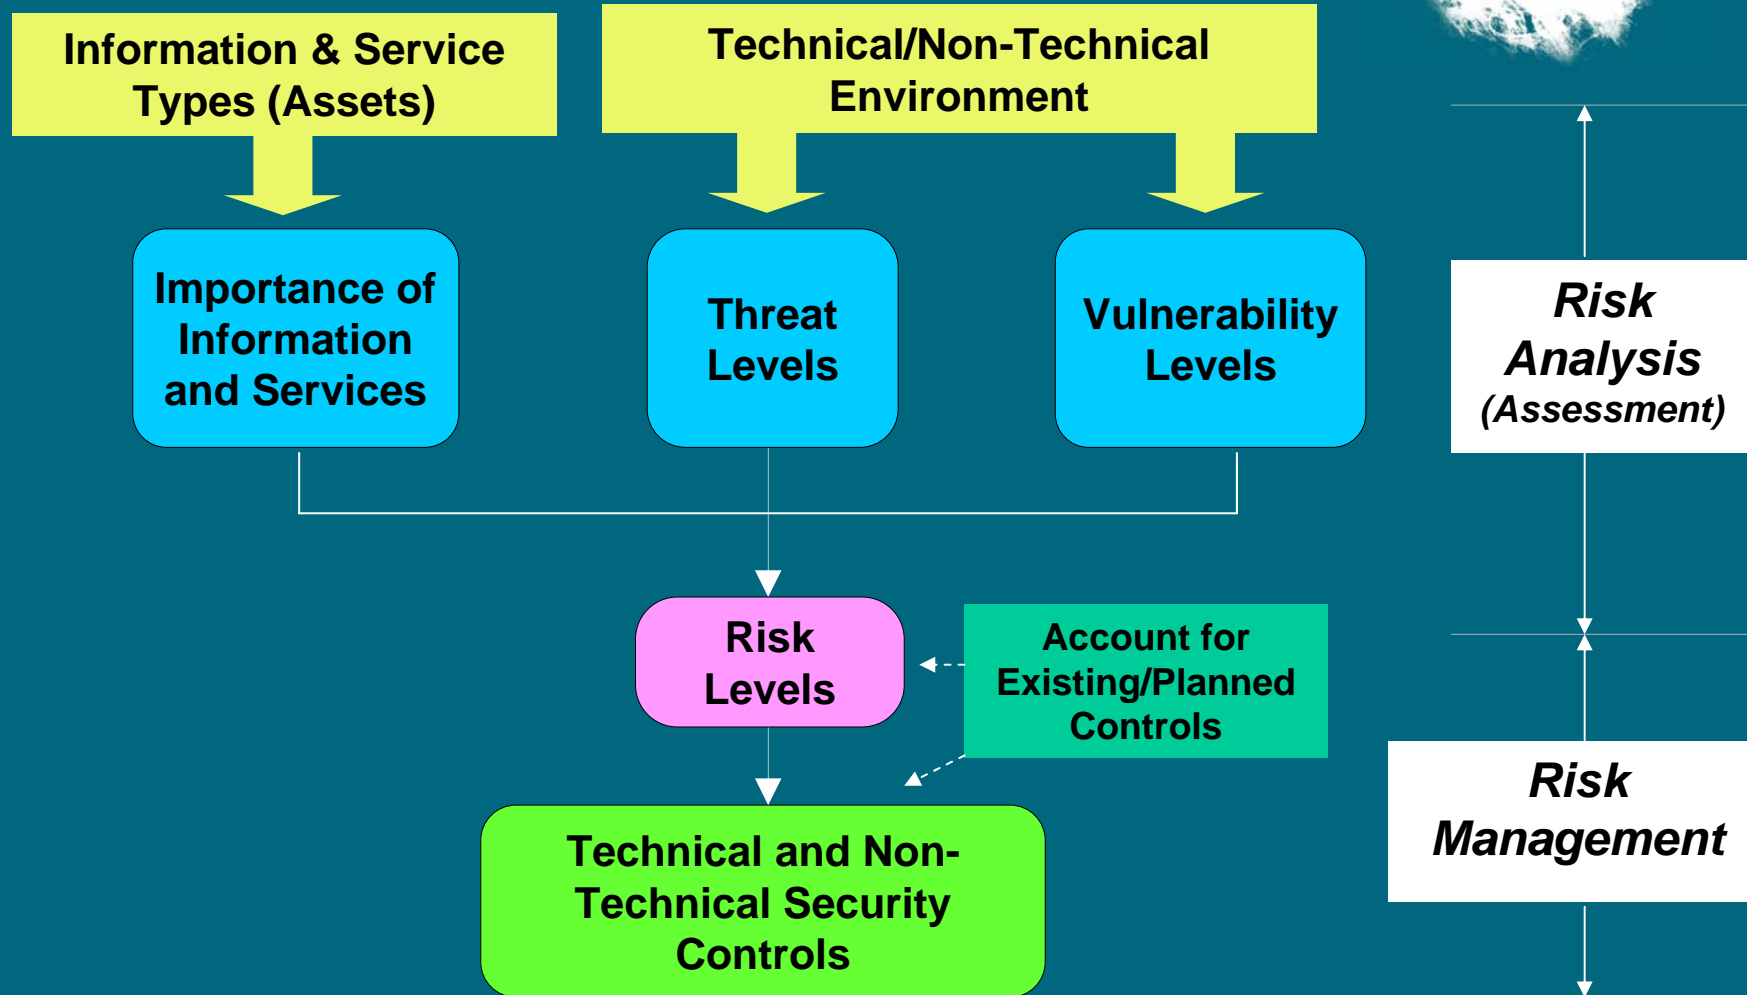 Information & Service
Types (Assets)
Technical/Non-Technical
Environment
Importance of
Information
and Services
Threat
Levels
Vulnerability
Levels
Risk
Analysis
(Assessment)
Risk
Levels
Account for
Existing/Planned
Controls
Risk
Management
Technical and Non-
Technical Security
Controls